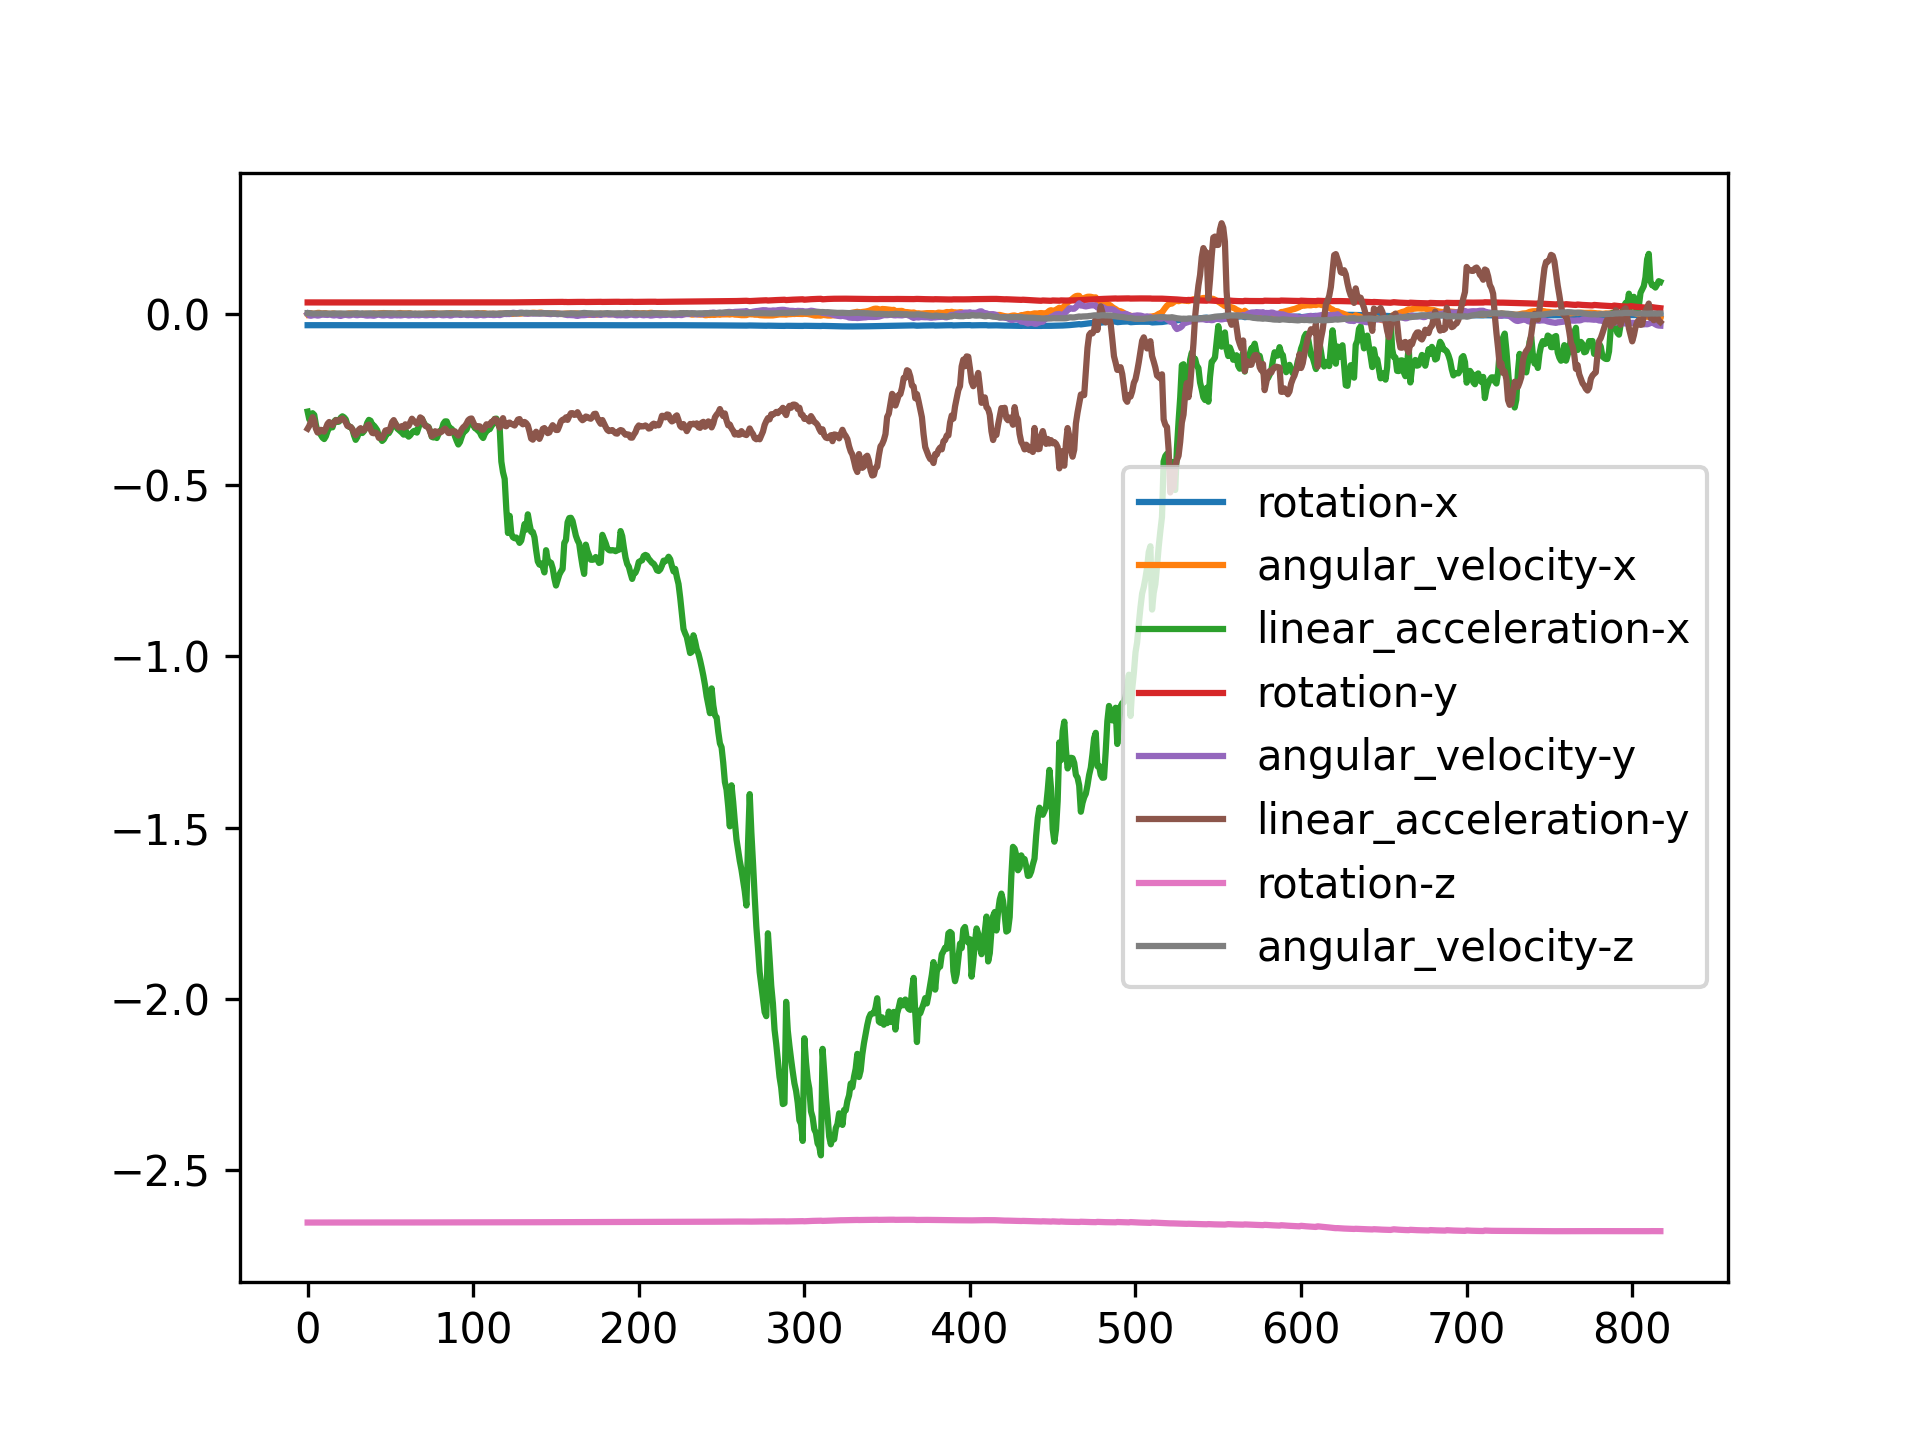 0.0
−0.5
−1.0
−1.5
−2.0
−2.5
rotation-x
angular_velocity-x
linear_acceleration-x
rotation-y
angular_velocity-y
linear_acceleration-y
rotation-z
angular_velocity-z
0 100 200 300 400 500 600 700 800